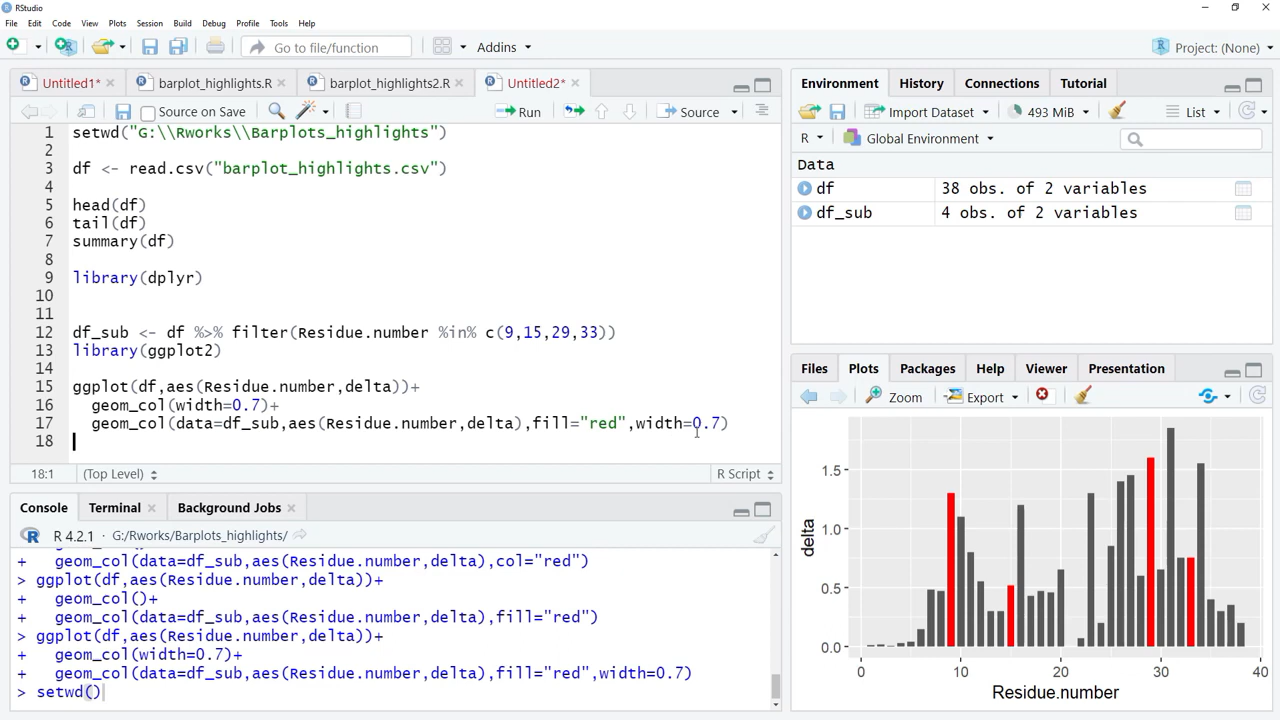 RStudio
File Edit Code View Plots Session Build Debug Profile Tools Help
Go to file/function Addins Project: (None)
Untitled1* barplot_highlights.R barplot_highlights2.R Untitled2*
Source on Save Run Source
1 setwd("G:\\Rworks\\Barplots_highlights")
2
3 df <- read.csv("barplot_highlights.csv")
4
5 head(df)
6 tail(df)
7 summary(df)
8
9 library(dplyr)
10
11
12 df_sub <- df %>% filter(Residue.number %in% c(9,15,29,33))
13 library(ggplot2)
14
15 ggplot(df,aes(Residue.number,delta))+
16 geom_col(width=0.7)+
17 geom_col(data=df_sub,aes(Residue.number,delta),fill="red",width=0.7)
18
18:1 (Top Level) R Script
Console Terminal Background Jobs
R 4.2.1 · G:/Rworks/Barplots_highlights/
+ geom_col(data=df_sub,aes(Residue.number,delta),col="red")
> ggplot(df,aes(Residue.number,delta))+
+ geom_col()+
+ geom_col(data=df_sub,aes(Residue.number,delta),fill="red")
> ggplot(df,aes(Residue.number,delta))+
+ geom_col(width=0.7)+
+ geom_col(data=df_sub,aes(Residue.number,delta),fill="red",width=0.7)
> setwd()
Environment History Connections Tutorial
Import Dataset 493 MiB List
R Global Environment
Data
df 38 obs. of 2 variables
df_sub 4 obs. of 2 variables
Files Plots Packages Help Viewer Presentation
Zoom Export
1.5
1.0
0.5
0.0
delta
0 10 20 30 40
Residue.number